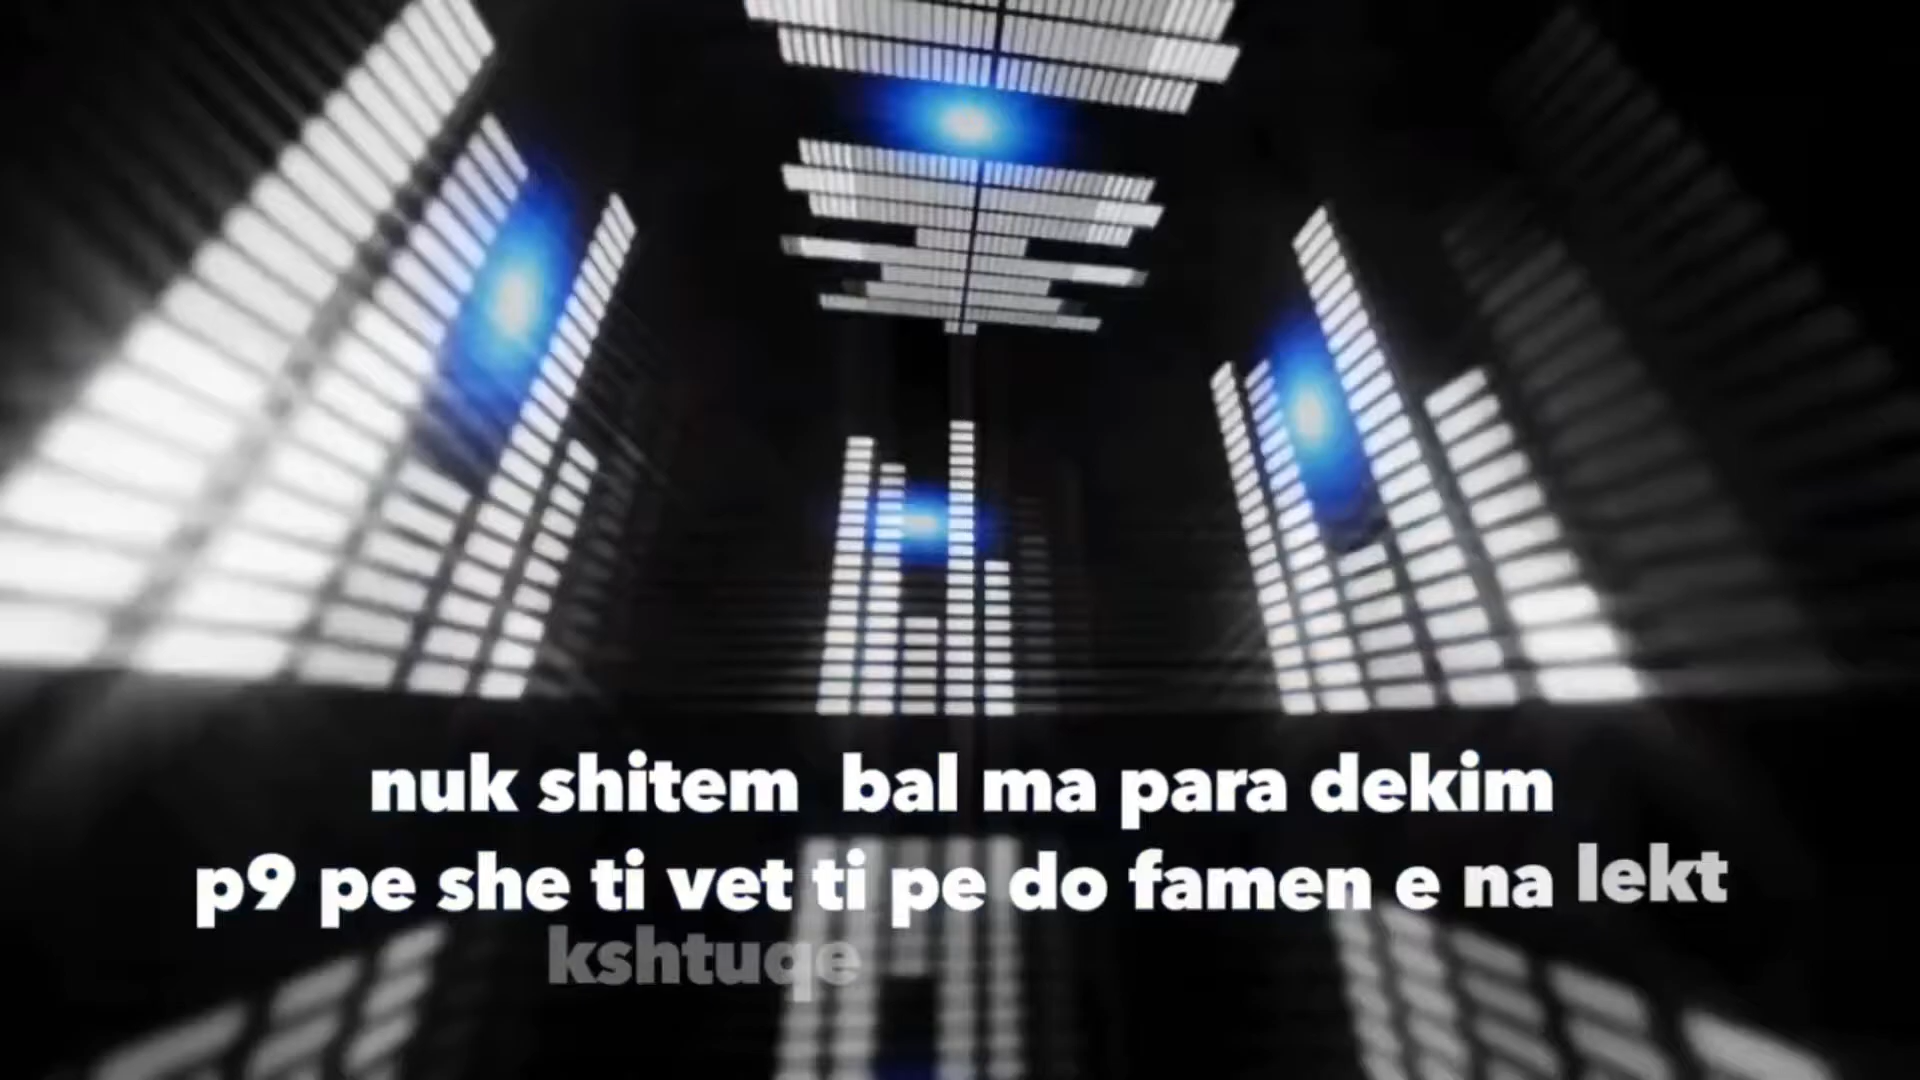 nuk shitem bal ma para dekim
p9 pe she ti vet ti pe do famen e na lekt
kshtuqe